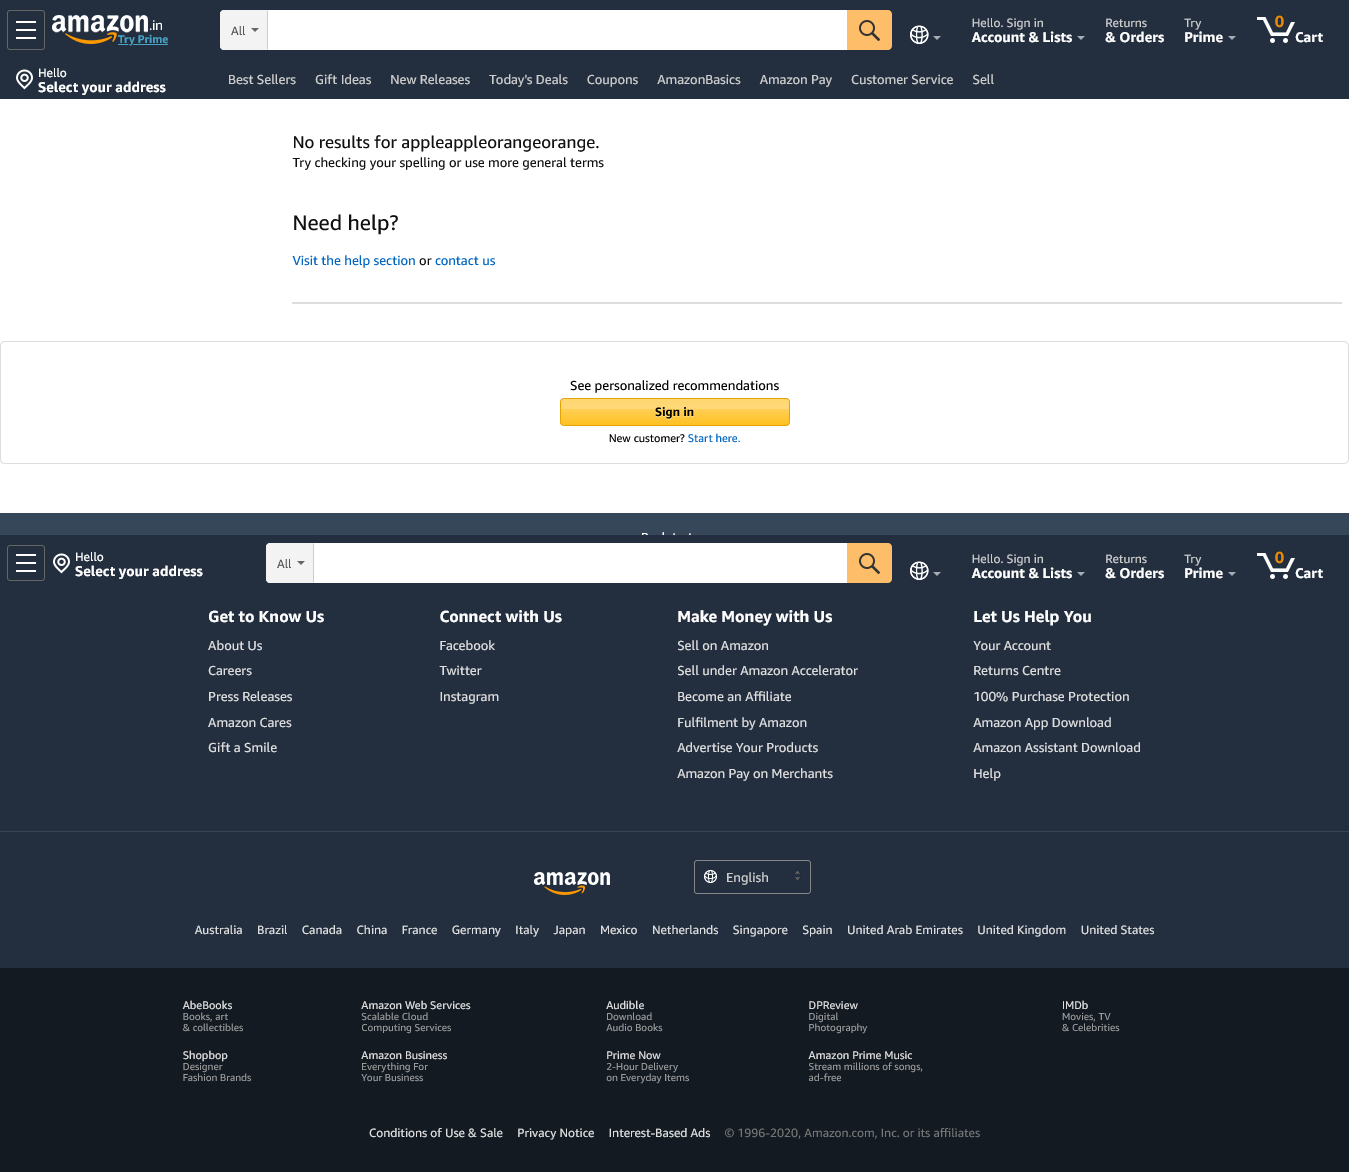 amazon.in
Try Prime
All
Hello. Sign in
Account & Lists
Returns
& Orders
Try
Prime
0
Cart
Hello
Select your address
Best Sellers Gift Ideas New Releases Today's Deals Coupons AmazonBasics Amazon Pay Customer Service Sell
No results for appleappleorangeorange.
Try checking your spelling or use more general terms
Need help?
Visit the help section or contact us
See personalized recommendations
Sign in
New customer? Start here.
Hello
Select your address
All
Hello. Sign in
Account & Lists
Returns
& Orders
Try
Prime
0
Cart
Get to Know Us
About Us
Careers
Press Releases
Amazon Cares
Gift a Smile
Connect with Us
Facebook
Twitter
Instagram
Make Money with Us
Sell on Amazon
Sell under Amazon Accelerator
Become an Affiliate
Fulfilment by Amazon
Advertise Your Products
Amazon Pay on Merchants
Let Us Help You
Your Account
Returns Centre
100% Purchase Protection
Amazon App Download
Amazon Assistant Download
Help
amazon
English
Australia Brazil Canada China France Germany Italy Japan Mexico Netherlands Singapore Spain United Arab Emirates United Kingdom United States
AbeBooks
Books, art
& collectibles
Amazon Web Services
Scalable Cloud
Computing Services
Audible
Download
Audio Books
DPReview
Digital
Photography
IMDb
Movies, TV
& Celebrities
Shopbop
Designer
Fashion Brands
Amazon Business
Everything For
Your Business
Prime Now
2-Hour Delivery
on Everyday Items
Amazon Prime Music
Stream millions of songs,
ad-free
Conditions of Use & Sale Privacy Notice Interest-Based Ads © 1996-2020, Amazon.com, Inc. or its affiliates